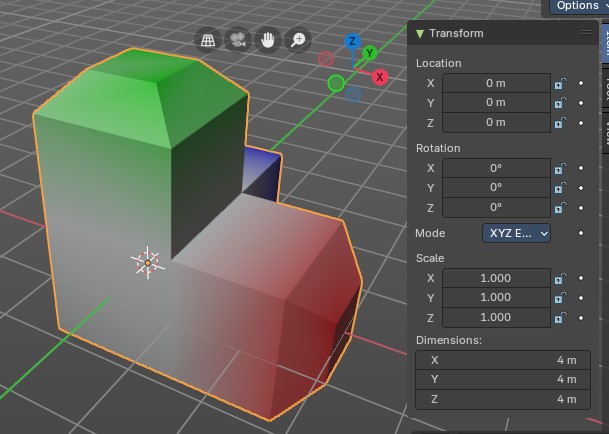 Options
Z
Y
X
Transform
Location
X 0 m
Y 0 m
Z 0 m
Rotation
X 0°
Y 0°
Z 0°
Mode XYZ E...
Scale
X 1.000
Y 1.000
Z 1.000
Dimensions:
X 4 m
Y 4 m
Z 4 m